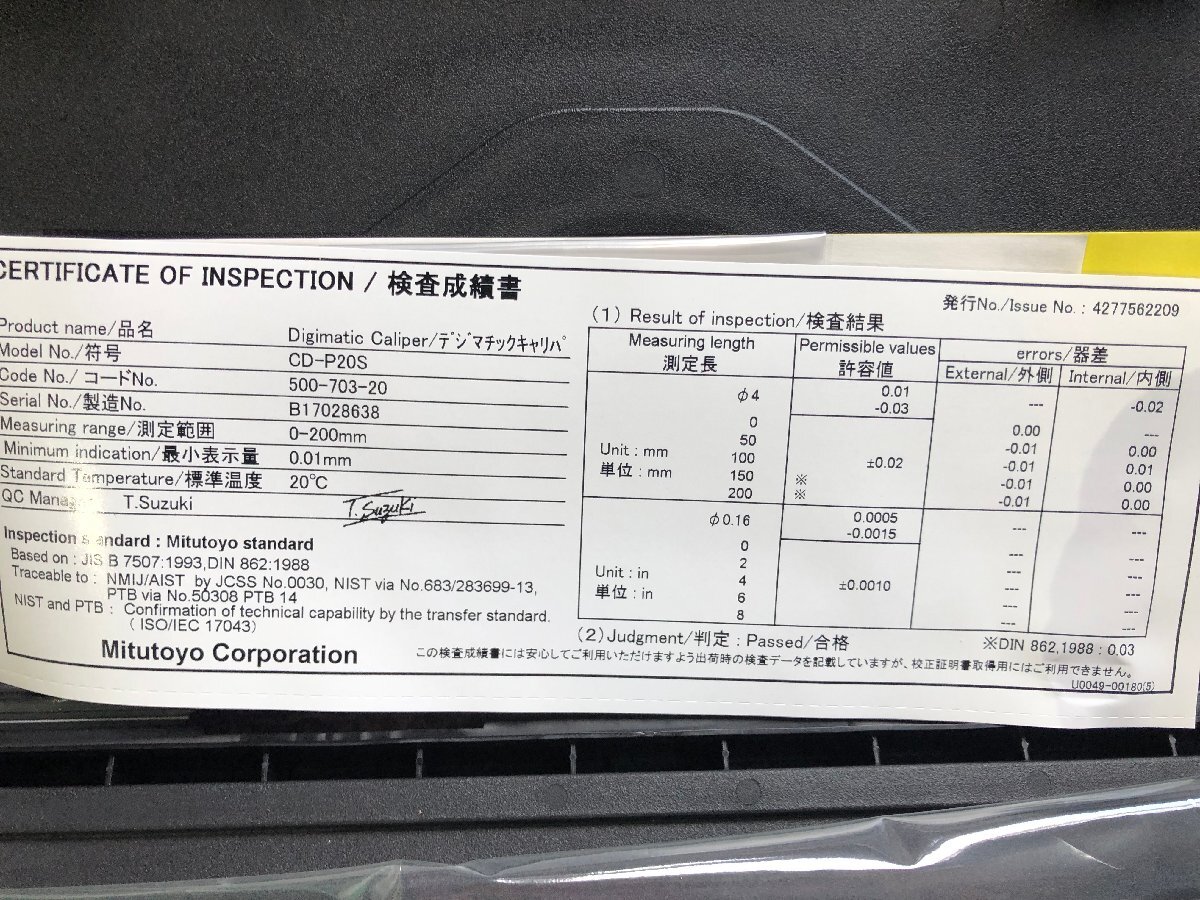 CERTIFICATE OF INSPECTION / 検査成績書
Product name/品名 Digimatic Caliper/ﾃﾞｼﾞﾏﾁｯｸｷｬﾘﾊﾟ
Model No./符号 CD-P20S
Code No./ コードNo. 500-703-20
Serial No./製造No. B17028638
Measuring range/測定範囲 0-200mm
Minimum indication/最小表示量 0.01mm
Standard Temperature/標準温度 20℃
QC T.Suzuki T.Suzuki
Inspection standard : Mitutoyo standard
Based on : JIS B 7507:1993,DIN 862:1988
Traceable to : NMIJ/AIST by JCSS No.0030, NIST via No.683/283699-13,
PTB via No.50308 PTB 14
NIST and PTB : Confirmation of technical capability by the transfer standard.
( ISO/IEC 17043)
Mitutoyo Corporation
発行No./Issue No. : 4277562209
(1) Result of inspection/検査結果
Measuring length Permissible values errors/器差
測定長 許容値 External/外側 Internal/内側
φ4 0.01 --- -0.02
-0.03
0 0.00 ---
50 -0.01 0.00
Unit : mm 100 ±0.02 -0.01 0.01
単位 : mm 150 ※ -0.01 0.00
200 ※ -0.01 0.00
φ0.16 0.0005 --- ---
-0.0015
0 --- ---
2 --- ---
Unit : in 4 ±0.0010 --- ---
単位 : in 6 --- ---
8 --- ---
(2)Judgment/判定 : Passed/合格 ※DIN 862,1988 : 0.03
この検査成績書には安心してご利用いただけますよう出荷時の検査データを記載していますが、校正証明書取得用にはご利用できません。
U0049-00180(5)